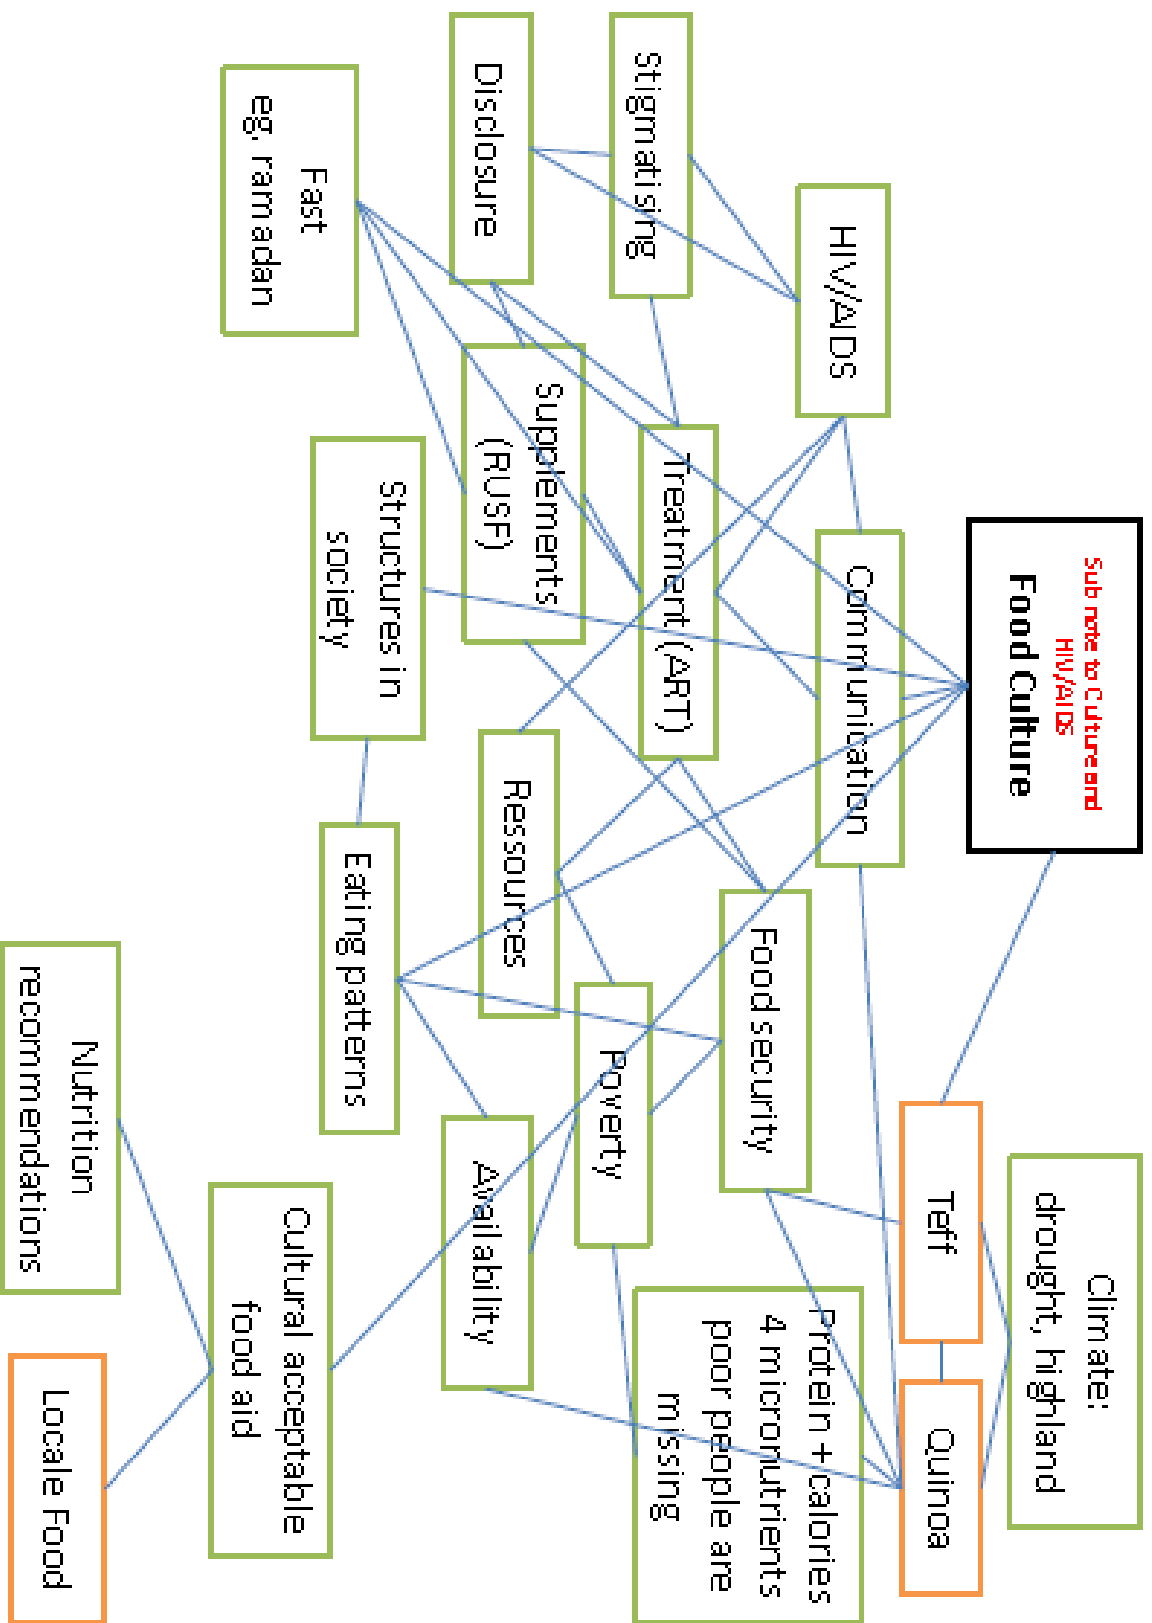 Sub note to Culture and
HIV/AIDS
Food Culture
Climate:
drought, highland
HIV/AIDS
Communication
Teff
Quinoa
Stigmatising
Treatment (ART)
Food security
Protein + calories
4 micronutrients
poor people are
missing
Disclosure
Supplements
(RUSF)
Ressources
Poverty
Availability
Fast
eg. ramadan
Structures in
society
Eating patterns
Cultural acceptable
food aid
Nutrition
recommendations
Locale Food